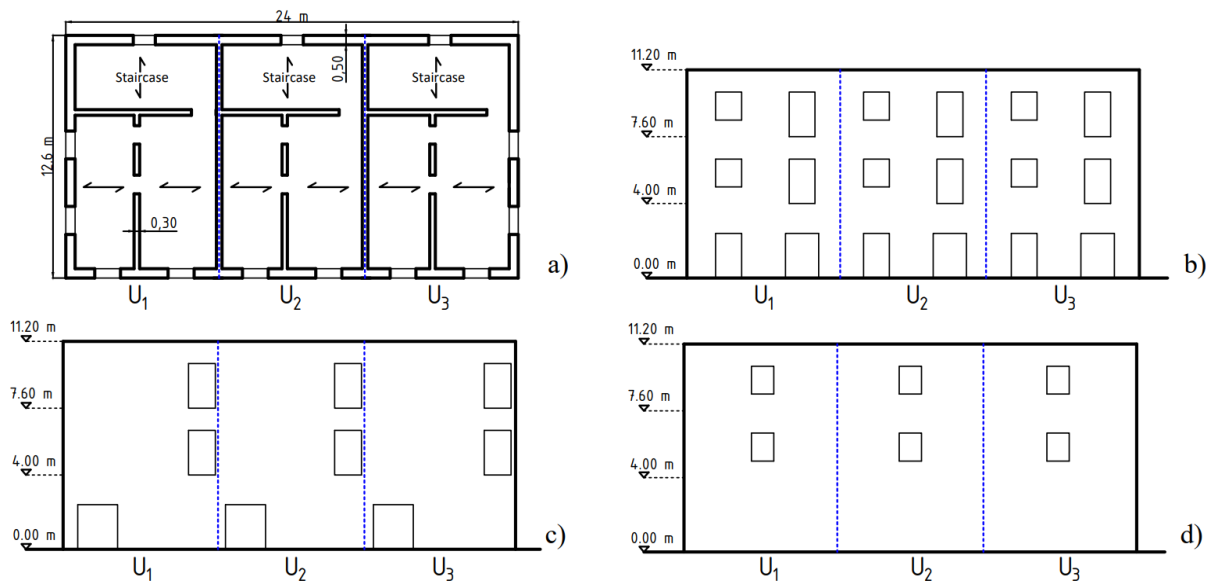 24 m
Staircase
Staircase
Staircase
0.50
12.6 m
0,30
a)
U1
U2
U3
11.20 m
7.60 m
4.00 m
0.00 m
b)
U1
U2
U3
11.20 m
7.60 m
4.00 m
0.00 m
c)
U1
U2
U3
11.20 m
7.60 m
4.00 m
0.00 m
d)
U1
U2
U3